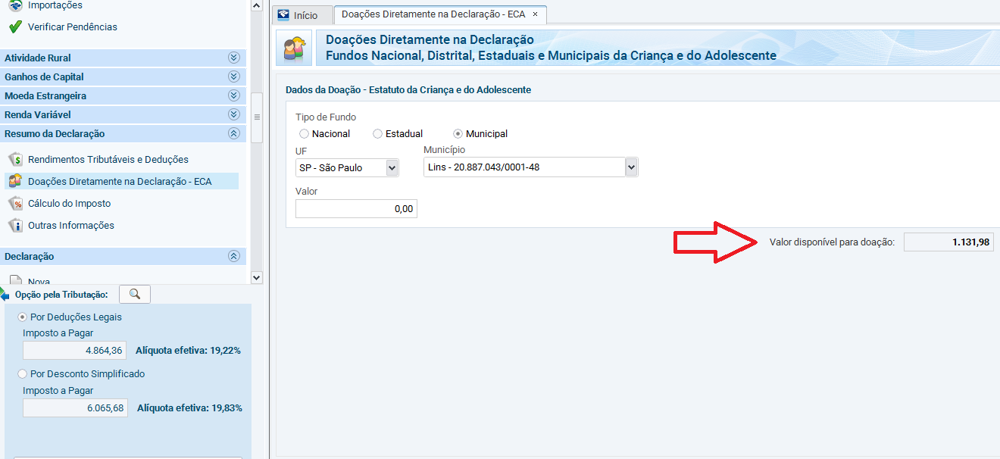 Importações
Verificar Pendências
Atividade Rural
Ganhos de Capital
Moeda Estrangeira
Renda Variável
Resumo da Declaração
Rendimentos Tributáveis e Deduções
Doações Diretamente na Declaração - ECA
Cálculo do Imposto
Outras Informações
Declaração
Nova
Opção pela Tributação:
Por Deduções Legais
Imposto a Pagar
4.864,36 Alíquota efetiva: 19,22%
Por Desconto Simplificado
Imposto a Pagar
6.065,68 Alíquota efetiva: 19,83%
Início Doações Diretamente na Declaração - ECA ×
Doações Diretamente na Declaração
Fundos Nacional, Distrital, Estaduais e Municipais da Criança e do Adolescente
Dados da Doação - Estatuto da Criança e do Adolescente
Tipo de Fundo
Nacional Estadual Municipal
UF Município
SP - São Paulo Lins - 20.887.043/0001-48
Valor
0,00
Valor disponível para doação: 1.131,98